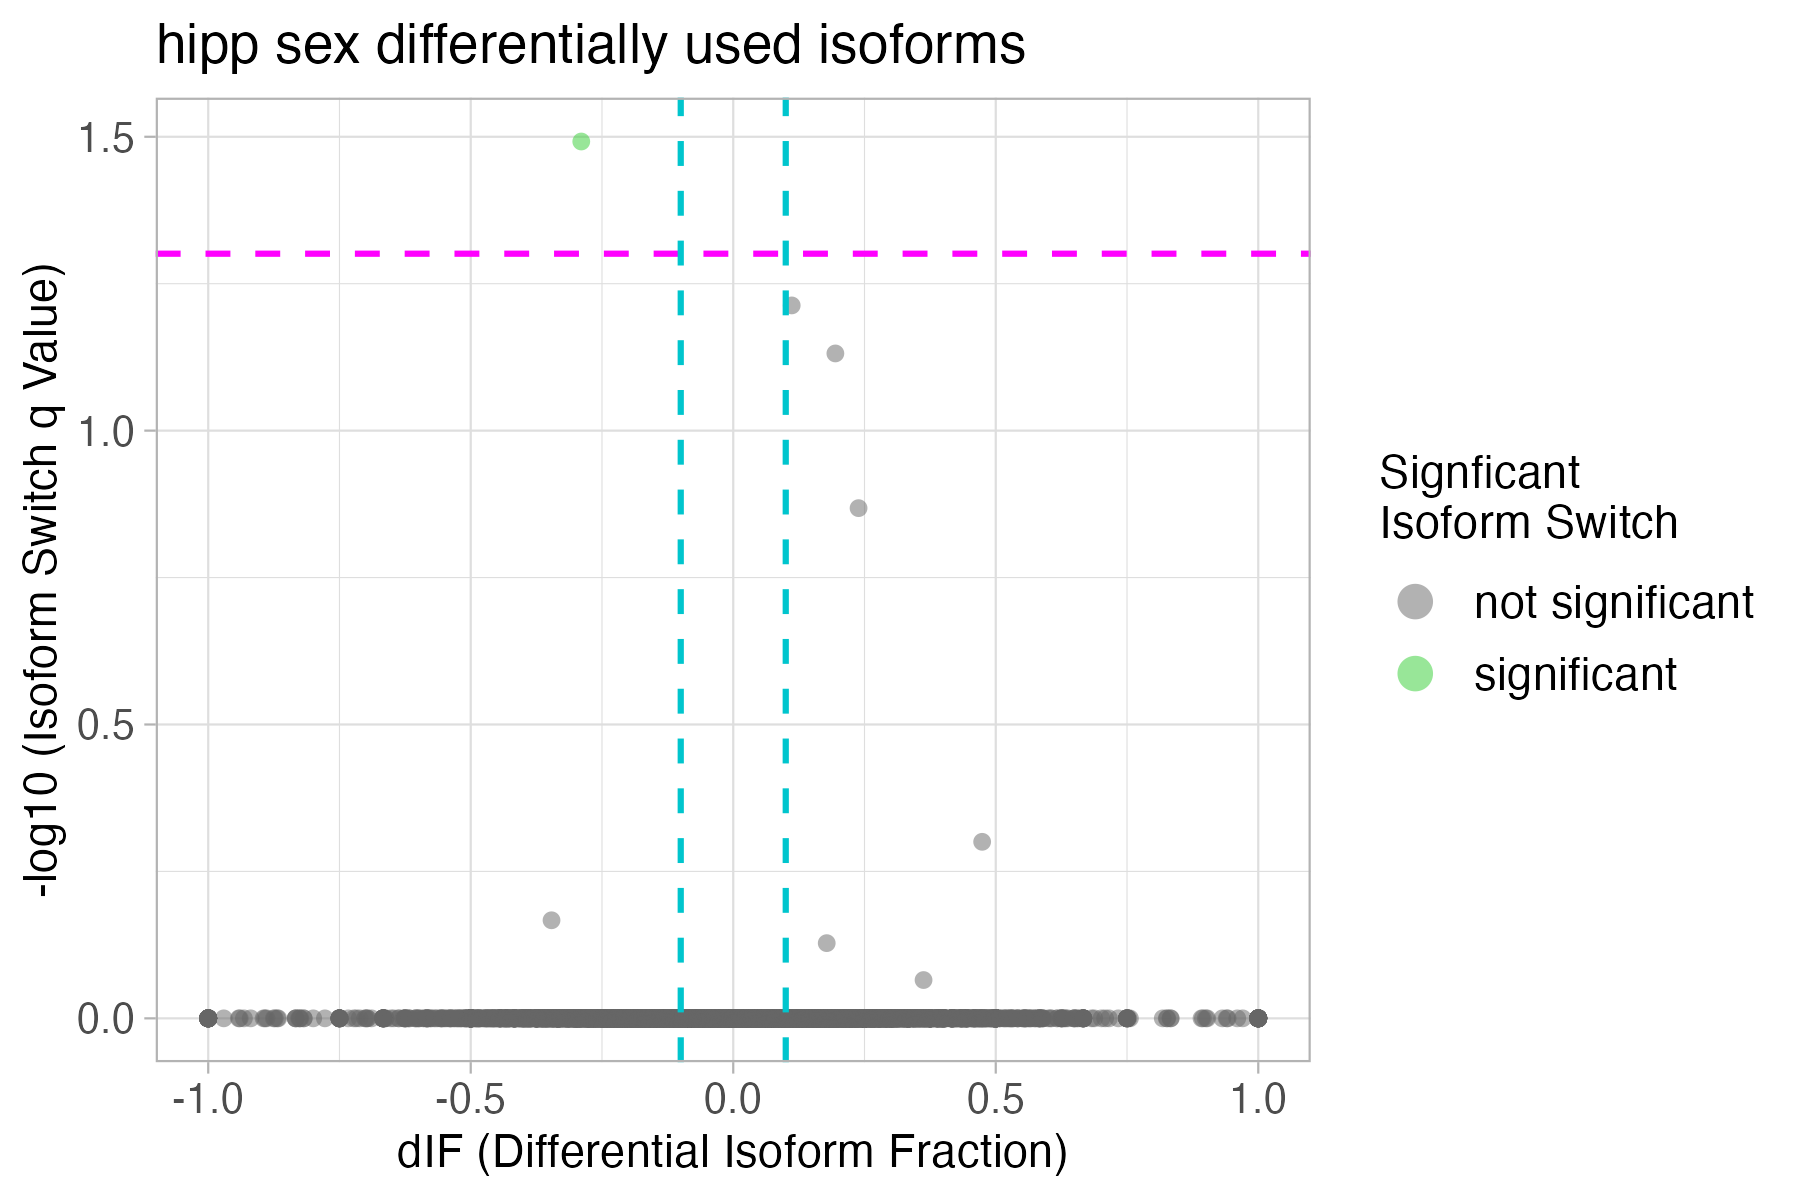 hipp sex differentially used isoforms
-log10 (Isoform Switch q Value)
1.5
1.0
0.5
0.0
-1.0
-0.5
0.0
0.5
1.0
dIF (Differential Isoform Fraction)
Signficant
Isoform Switch
not significant
significant